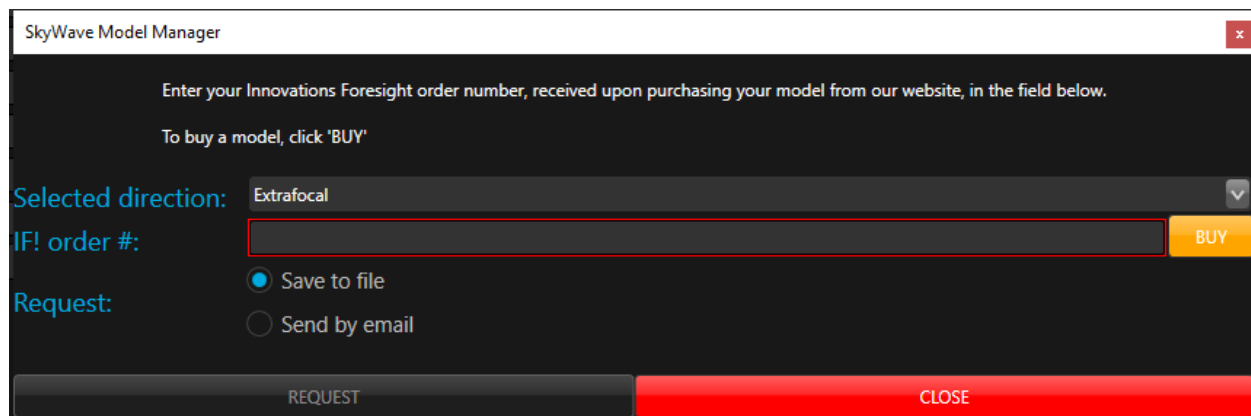 SkyWave Model Manager
x
Enter your Innovations Foresight order number, received upon purchasing your model from our website, in the field below.
To buy a model, click 'BUY'
Selected direction:
Extrafocal
IF! order #:
BUY
Request:
Save to file
Send by email
REQUEST
CLOSE